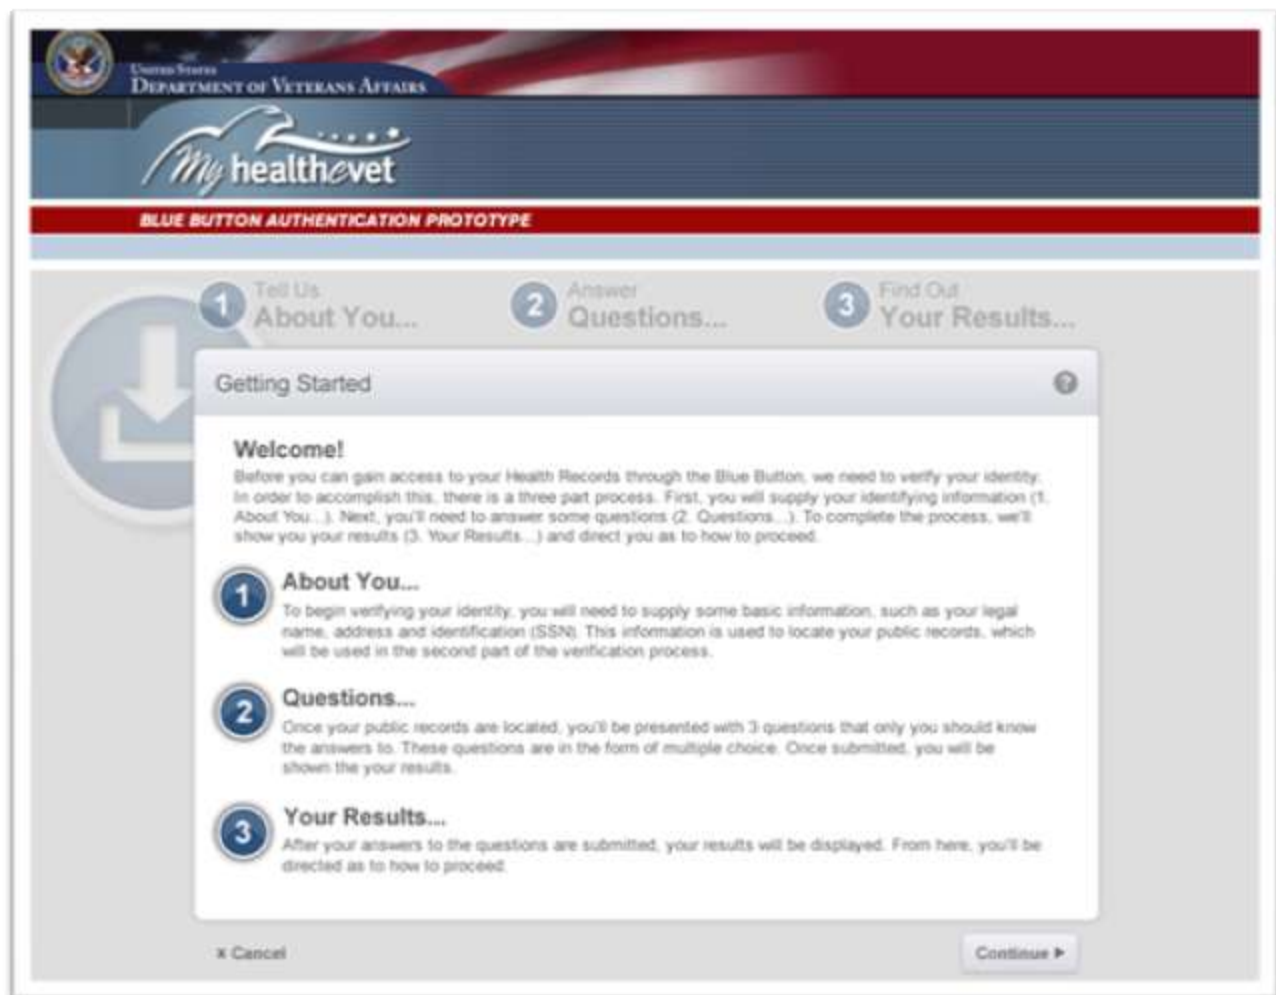 UNITED STATES
DEPARTMENT OF VETERANS AFFAIRS
My healthevet
BLUE BUTTON AUTHENTICATION PROTOTYPE
1 Tell Us About You...
2 Answer Questions...
3 Find Out Your Results...
Getting Started ?
Welcome!
Before you can gain access to your Health Records through the Blue Button, we need to verify your identity.
In order to accomplish this, there is a three part process. First, you will supply your identifying information (1.
About You...). Next, you'll need to answer some questions (2. Questions...). To complete the process, we'll
show you your results (3. Your Results...) and direct you as to how to proceed.
1 About You...
To begin verifying your identity, you will need to supply some basic information, such as your legal
name, address and identification (SSN). This information is used to locate your public records, which
will be used in the second part of the verification process.
2 Questions...
Once your public records are located, you'll be presented with 3 questions that only you should know
the answers to. These questions are in the form of multiple choice. Once submitted, you will be
shown the your results.
3 Your Results...
After your answers to the questions are submitted, your results will be displayed. From here, you'll be
directed as to how to proceed.
x Cancel
Continue ▶